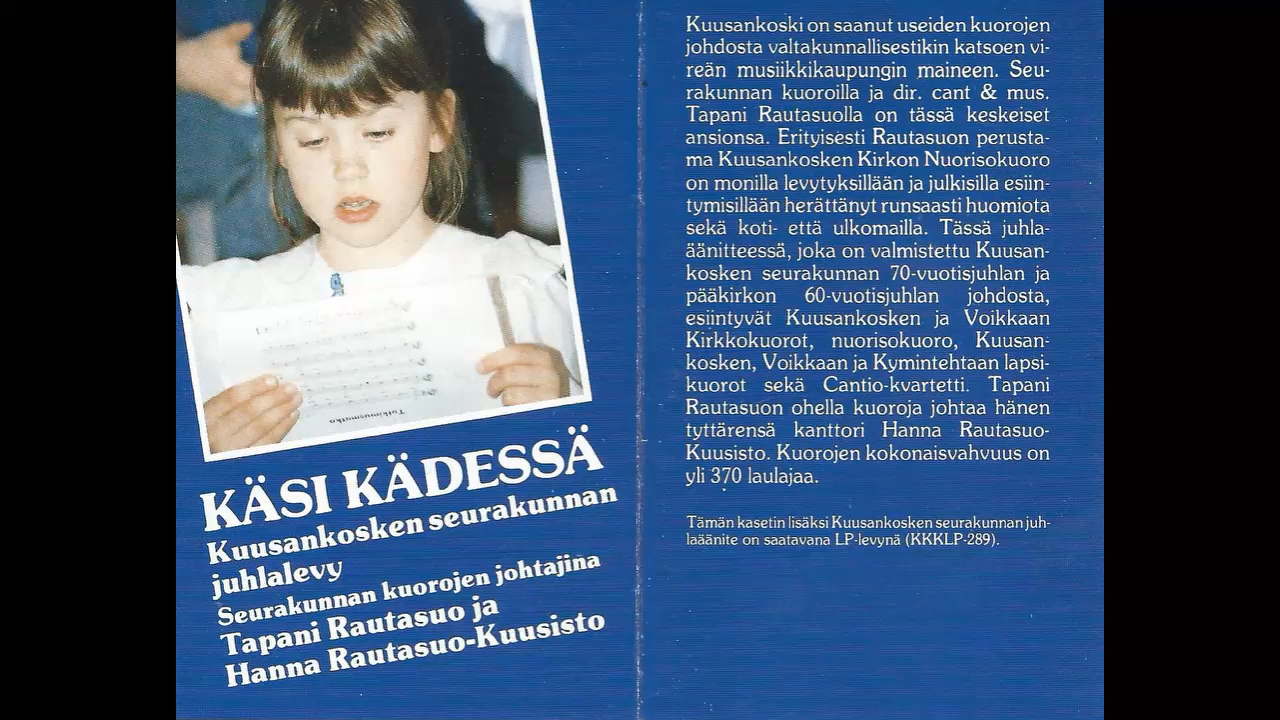 Tutkimusmatka
KÄSI KÄDESSÄ
Kuusankosken seurakunnan
juhlalevy
Seurakunnan kuorojen johtajina
Tapani Rautasuo ja
Hanna Rautasuo-Kuusisto
Kuusankoski on saanut useiden kuorojen
johdosta valtakunnallisestikin katsoen vi-
reän musiikkikaupungin maineen. Seu-
rakunnan kuoroilla ja dir. cant & mus.
Tapani Rautasuolla on tässä keskeiset
ansionsa. Erityisesti Rautasuon perusta-
ma Kuusankosken Kirkon Nuorisokuoro
on monilla levytyksillään ja julkisilla esiin-
tymisillään herättänyt runsaasti huomiota
sekä koti- että ulkomailla. Tässä juhla-
äänitteessä, joka on valmistettu Kuusan-
kosken seurakunnan 70-vuotisjuhlan ja
pääkirkon 60-vuotisjuhlan johdosta,
esiintyvät Kuusankosken ja Voikkaan
Kirkkokuorot, nuorisokuoro, Kuusan-
kosken, Voikkaan ja Kymintehtaan lapsi-
kuorot sekä Cantio-kvartetti. Tapani
Rautasuon ohella kuoroja johtaa hänen
tyttärensä kanttori Hanna Rautasuo-
Kuusisto. Kuorojen kokonaisvahvuus on
yli 370 laulajaa.
Tämän kasetin lisäksi Kuusankosken seurakunnan juh-
laäänite on saatavana LP-levynä (KKKLP-289).